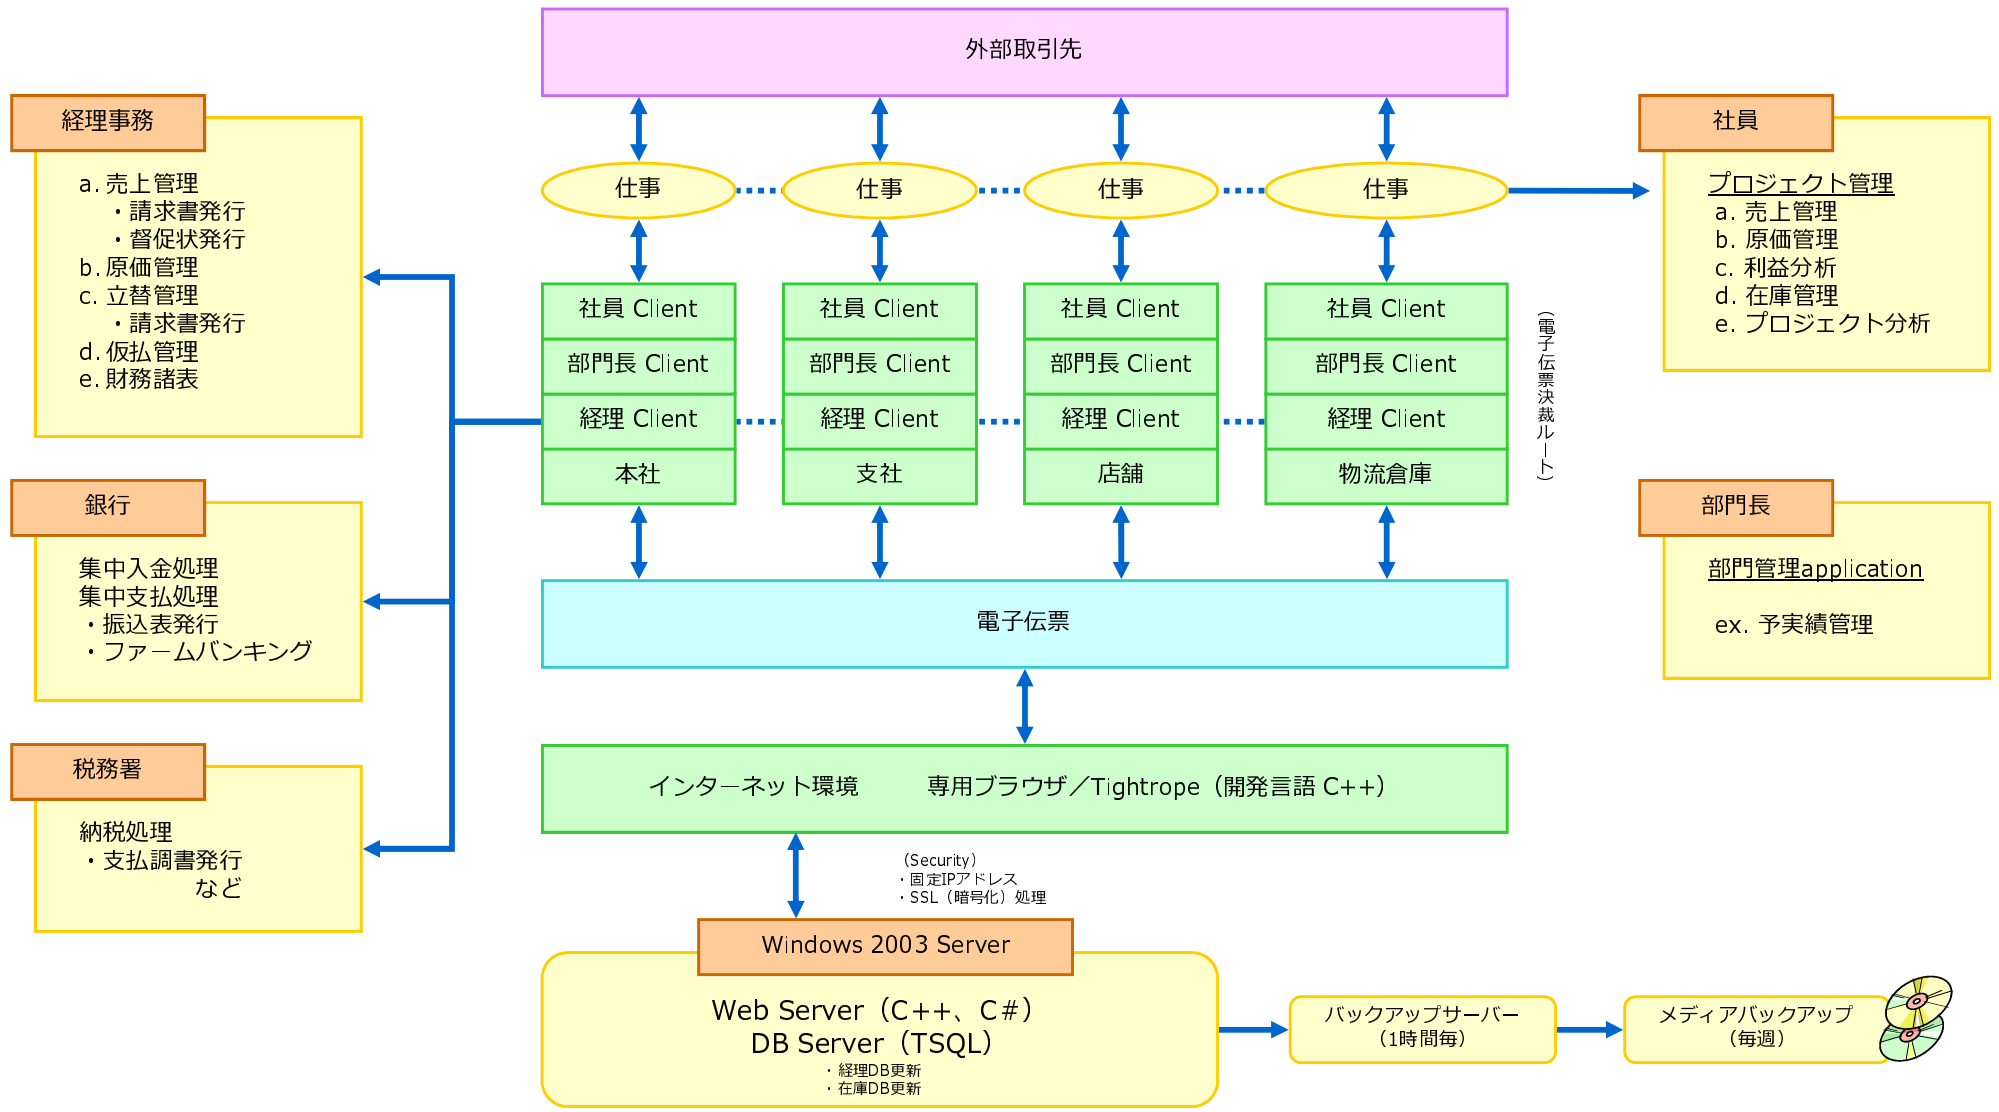 外部取引先
経理事務
a. 売上管理
・請求書発行
・督促状発行
b. 原価管理
c. 立替管理
・請求書発行
d. 仮払管理
e. 財務諸表
銀行
集中入金処理
集中支払処理
・振込表発行
・ファームバンキング
税務署
納税処理
・支払調書発行
など
仕事
仕事
仕事
仕事
社員 Client
部門長 Client
経理 Client
本社
社員 Client
部門長 Client
経理 Client
支社
社員 Client
部門長 Client
経理 Client
店舗
社員 Client
部門長 Client
経理 Client
物流倉庫
（電子伝票決裁ルート）
社員
プロジェクト管理
a. 売上管理
b. 原価管理
c. 利益分析
d. 在庫管理
e. プロジェクト分析
部門長
部門管理application
ex. 予実績管理
電子伝票
インターネット環境　専用ブラウザ／Tightrope（開発言語 C++）
（Security）
・固定IPアドレス
・SSL（暗号化）処理
Windows 2003 Server
Web Server（C++、C#）
DB Server（TSQL）
・経理DB更新
・在庫DB更新
バックアップサーバー
（1時間毎）
メディアバックアップ
（毎週）